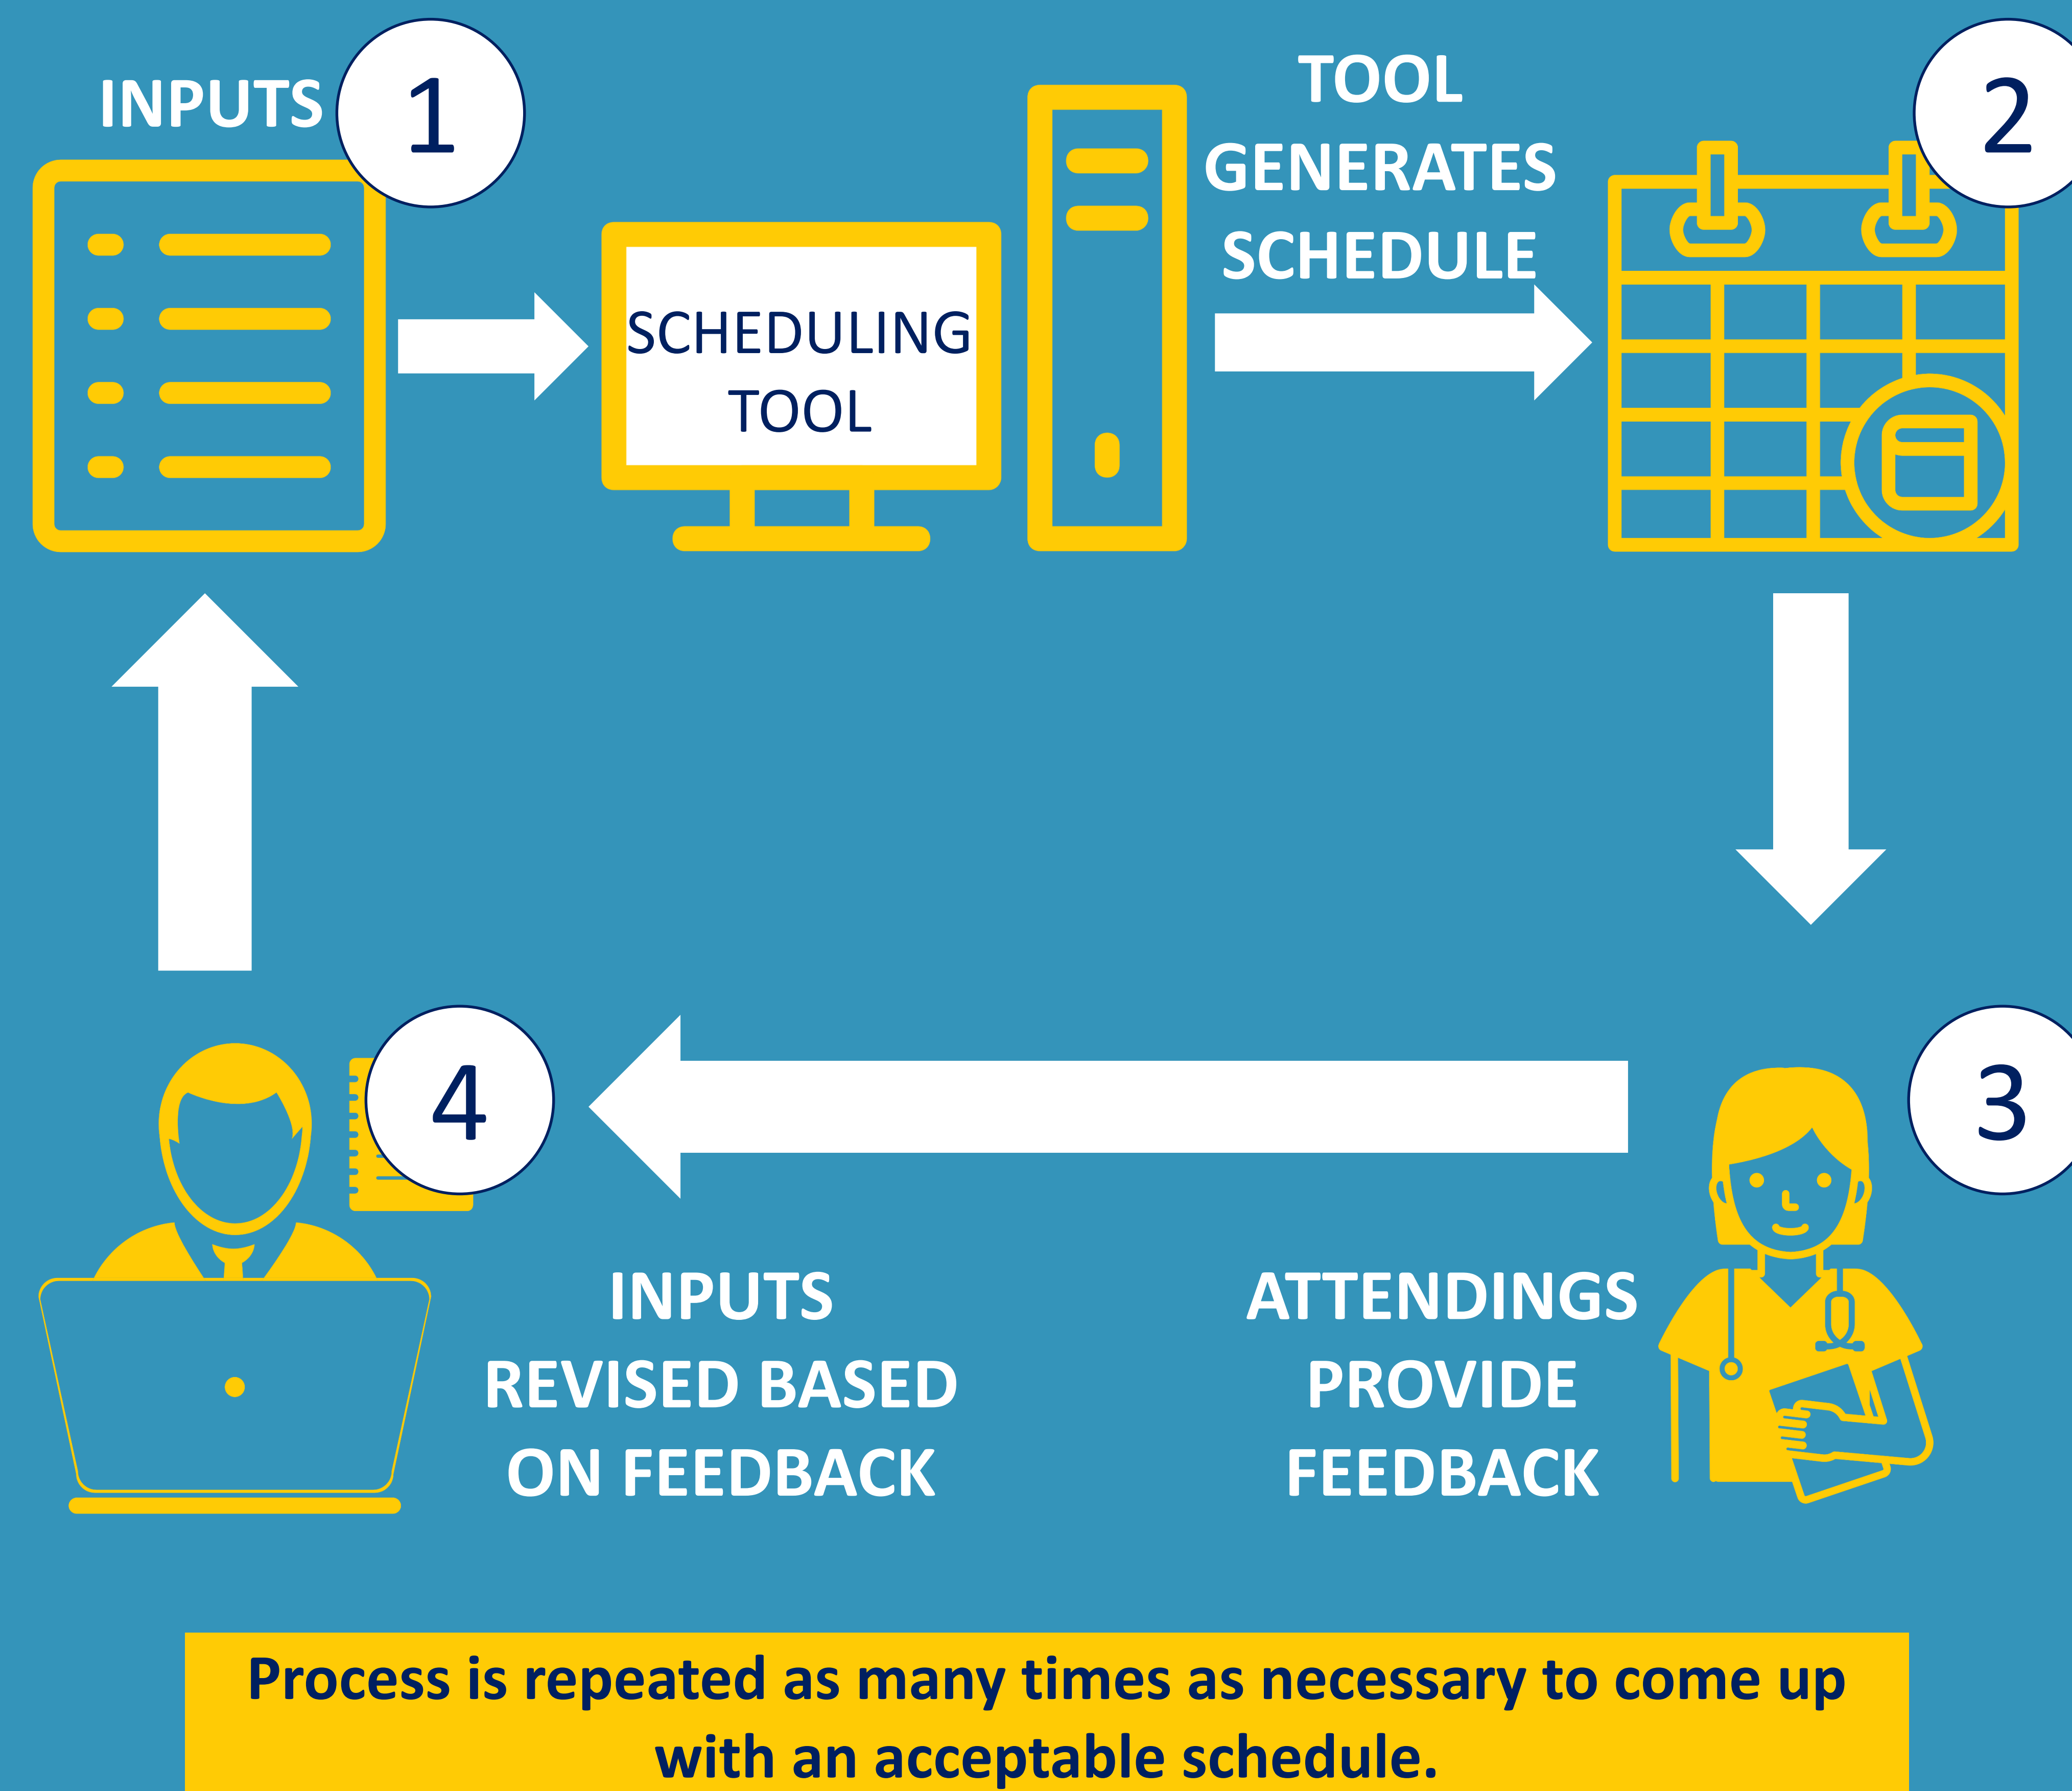 INPUTS
1
SCHEDULING
TOOL
TOOL
GENERATES
SCHEDULE
2
3
ATTENDINGS
PROVIDE
FEEDBACK
4
INPUTS
REVISED BASED
ON FEEDBACK
Process is repeated as many times as necessary to come up
with an acceptable schedule.